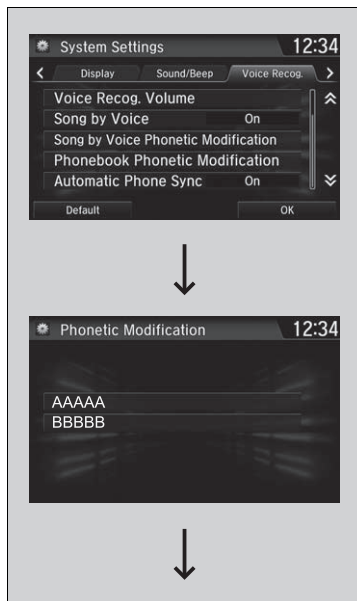 System Settings 12:34
Display Sound/Beep Voice Recog.
Voice Recog. Volume
Song by Voice On
Song by Voice Phonetic Modification
Phonebook Phonetic Modification
Automatic Phone Sync On
Default OK
Phonetic Modification 12:34
AAAAA
BBBBB